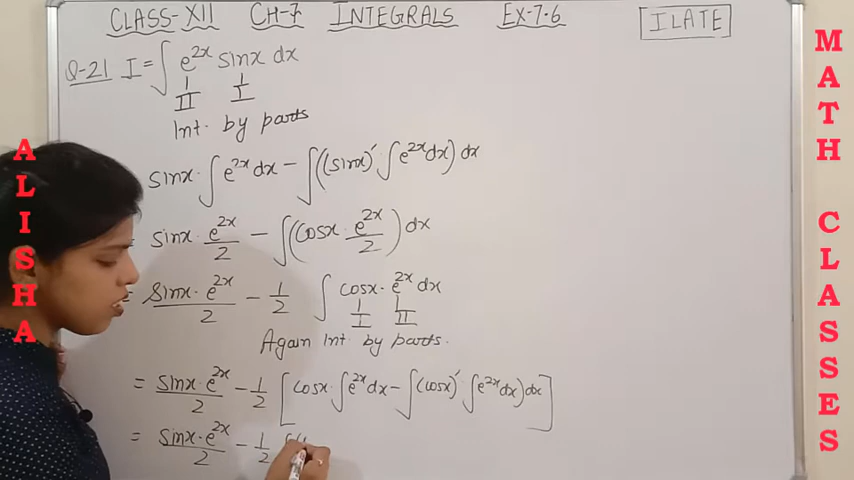 CLASS-XII CH-7 INTEGRALS EX-7.6
ILATE
Q-21 I = ∫ e^2x sinx dx
II I
Int. by parts
sinx. ∫ e^2x dx - ∫((sinx)' ∫ e^2x dx) dx
sinx. e^2x/2 - ∫(cosx. e^2x/2) dx
= sinx. e^2x/2 - 1/2 ∫ cosx. e^2x dx
I II
Again Int. by parts.
= sinx. e^2x/2 - 1/2 [cosx. ∫ e^2x dx - ∫(cosx)' ∫ e^2x dx) dx]
= sinx. e^2x/2 - 1/2
ALISHA
MATH CLASSES